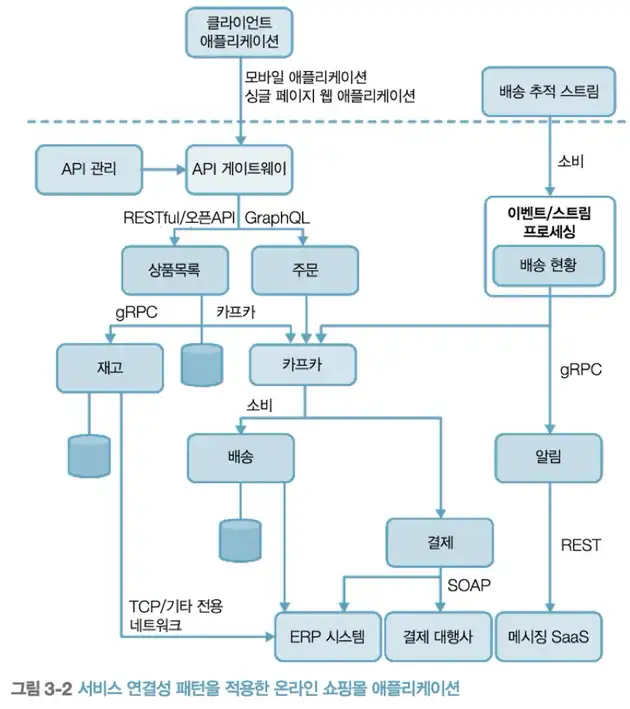 클라이언트
애플리케이션
모바일 애플리케이션
싱글 페이지 웹 애플리케이션
배송 추적 스트림
소비
API 관리
API 게이트웨이
이벤트/스트림
프로세싱
배송 현황
RESTful/오픈API
GraphQL
상품목록
주문
gRPC
카프카
재고
카프카
gRPC
소비
배송
알림
결제
REST
SOAP
TCP/기타 전용
네트워크
ERP 시스템
결제 대행사
메시징 SaaS
그림 3-2 서비스 연결성 패턴을 적용한 온라인 쇼핑몰 애플리케이션